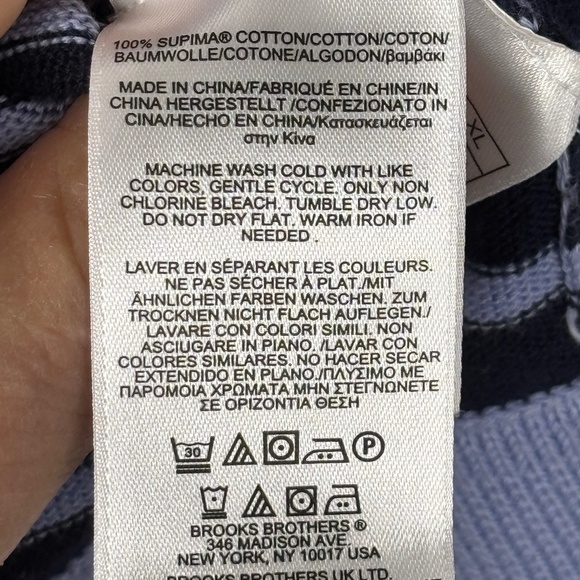 100% SUPIMA® COTTON/COTTON/COTON/
BAUMWOLLE/COTONE/ALGODON/βαμβάκι
MADE IN CHINA/FABRIQUÉ EN CHINE/IN
CHINA HERGESTELLT /CONFEZIONATO IN
CINA/HECHO EN CHINA/Κατασκευάζεται
στην Κίνα
XL
MACHINE WASH COLD WITH LIKE
COLORS, GENTLE CYCLE. ONLY NON
CHLORINE BLEACH. TUMBLE DRY LOW.
DO NOT DRY FLAT. WARM IRON IF
NEEDED .
LAVER EN SÉPARANT LES COULEURS.
NE PAS SÉCHER À PLAT./MIT
ÄHNLICHEN FARBEN WASCHEN. ZUM
TROCKNEN NICHT FLACH AUFLEGEN./
LAVARE CON COLORI SIMILI. NON
ASCIUGARE IN PIANO./LAVAR CON
COLORES SIMILARES. NO HACER SECAR
EXTENDIDO EN PLANO./ΠΛΥΣΙΜΟ ΜΕ
ΠΑΡΟΜΟΙΑ ΧΡΩΜΑΤΑ ΜΗΝ ΣΤΕΓΝΩΝΕΤΕ
ΣΕ ΟΡΙΖΟΝΤΙΑ ΘΕΣΗ
30 P
BROOKS BROTHERS ®
346 MADISON AVE.
NEW YORK, NY 10017 USA
BROOKS BROTHERS UK LTD.